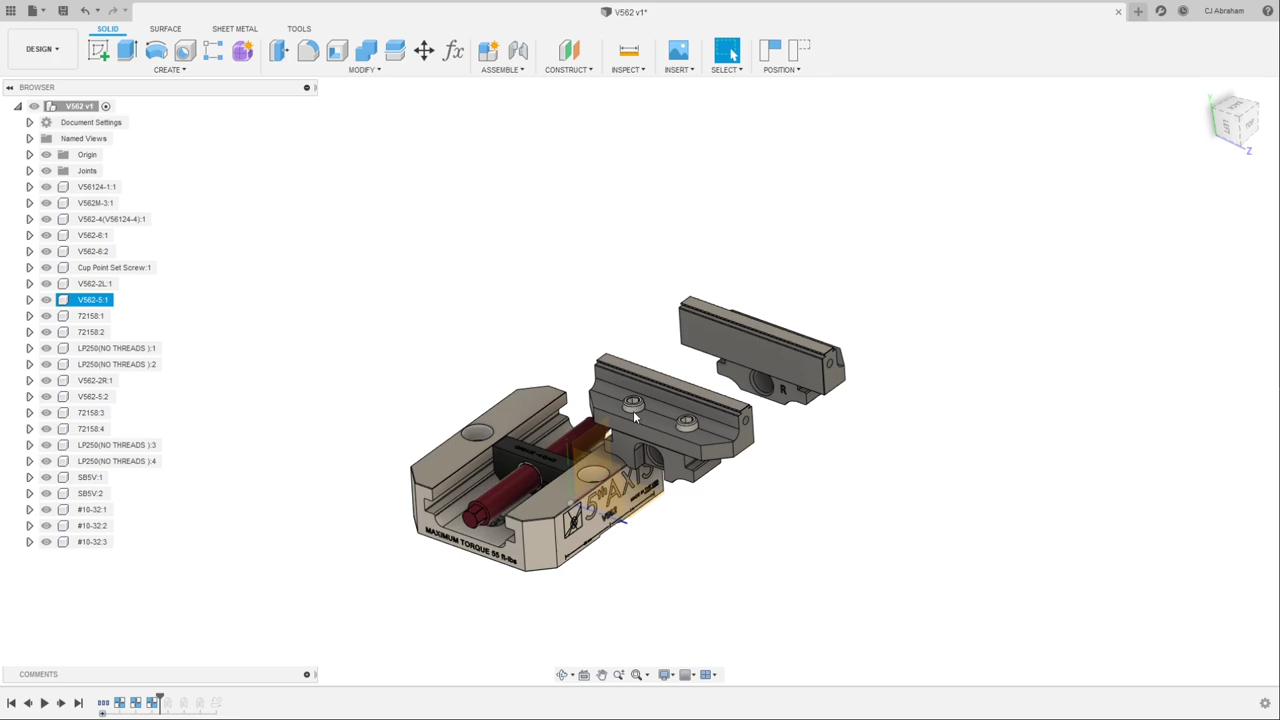 V562 v1*
CJ Abraham
DESIGN
SOLID
SURFACE
SHEET METAL
TOOLS
CREATE
MODIFY
ASSEMBLE
CONSTRUCT
INSPECT
INSERT
SELECT
POSITION
BROWSER
V562 v1
Document Settings
Named Views
Origin
Joints
V56124-1:1
V562M-3:1
V562-4(V56124-4):1
V562-6:1
V562-6:2
Cup Point Set Screw:1
V562-2L:1
V562-5:1
72158:1
72158:2
LP250(NO THREADS ):1
LP250(NO THREADS ):2
V562-2R:1
V562-5:2
72158:3
72158:4
LP250(NO THREADS ):3
LP250(NO THREADS ):4
SB5V:1
SB5V:2
#10-32:1
#10-32:2
#10-32:3
R
5th AXIS
MAXIMUM TORQUE 55 ft-lbs
Y
Z
COMMENTS